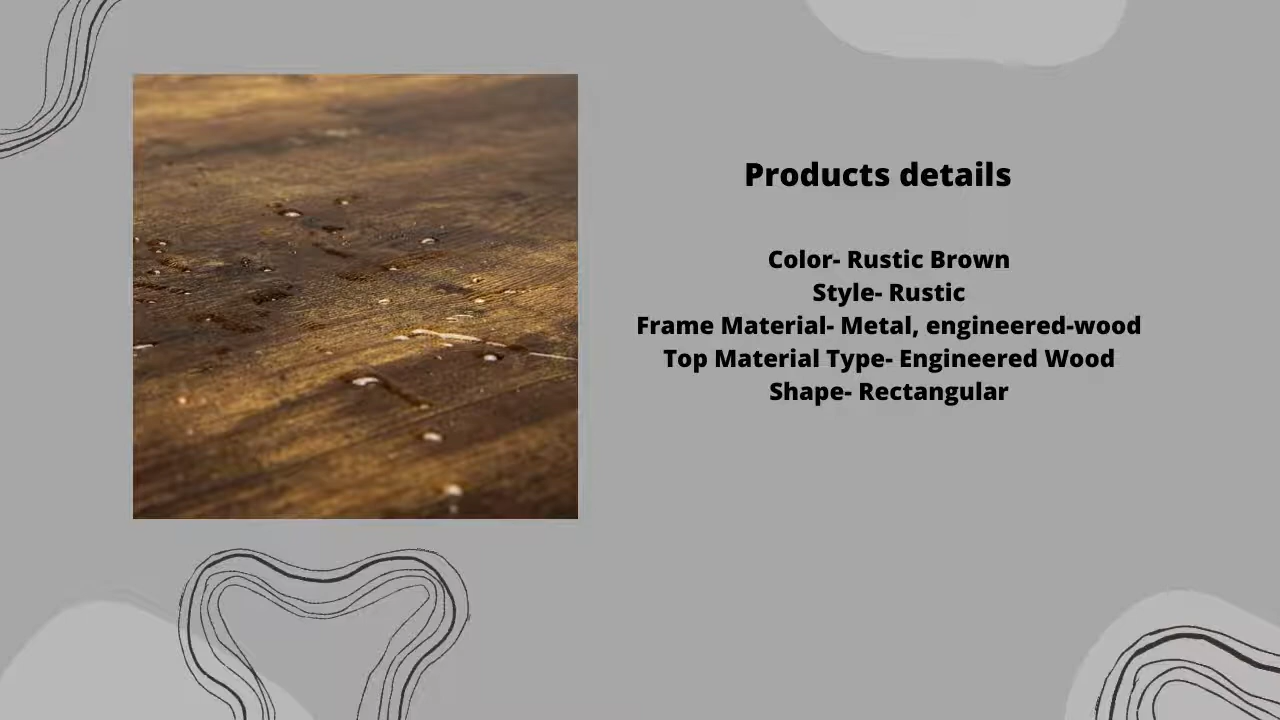 Products details
Color- Rustic Brown
Style- Rustic
Frame Material- Metal, engineered-wood
Top Material Type- Engineered Wood
Shape- Rectangular